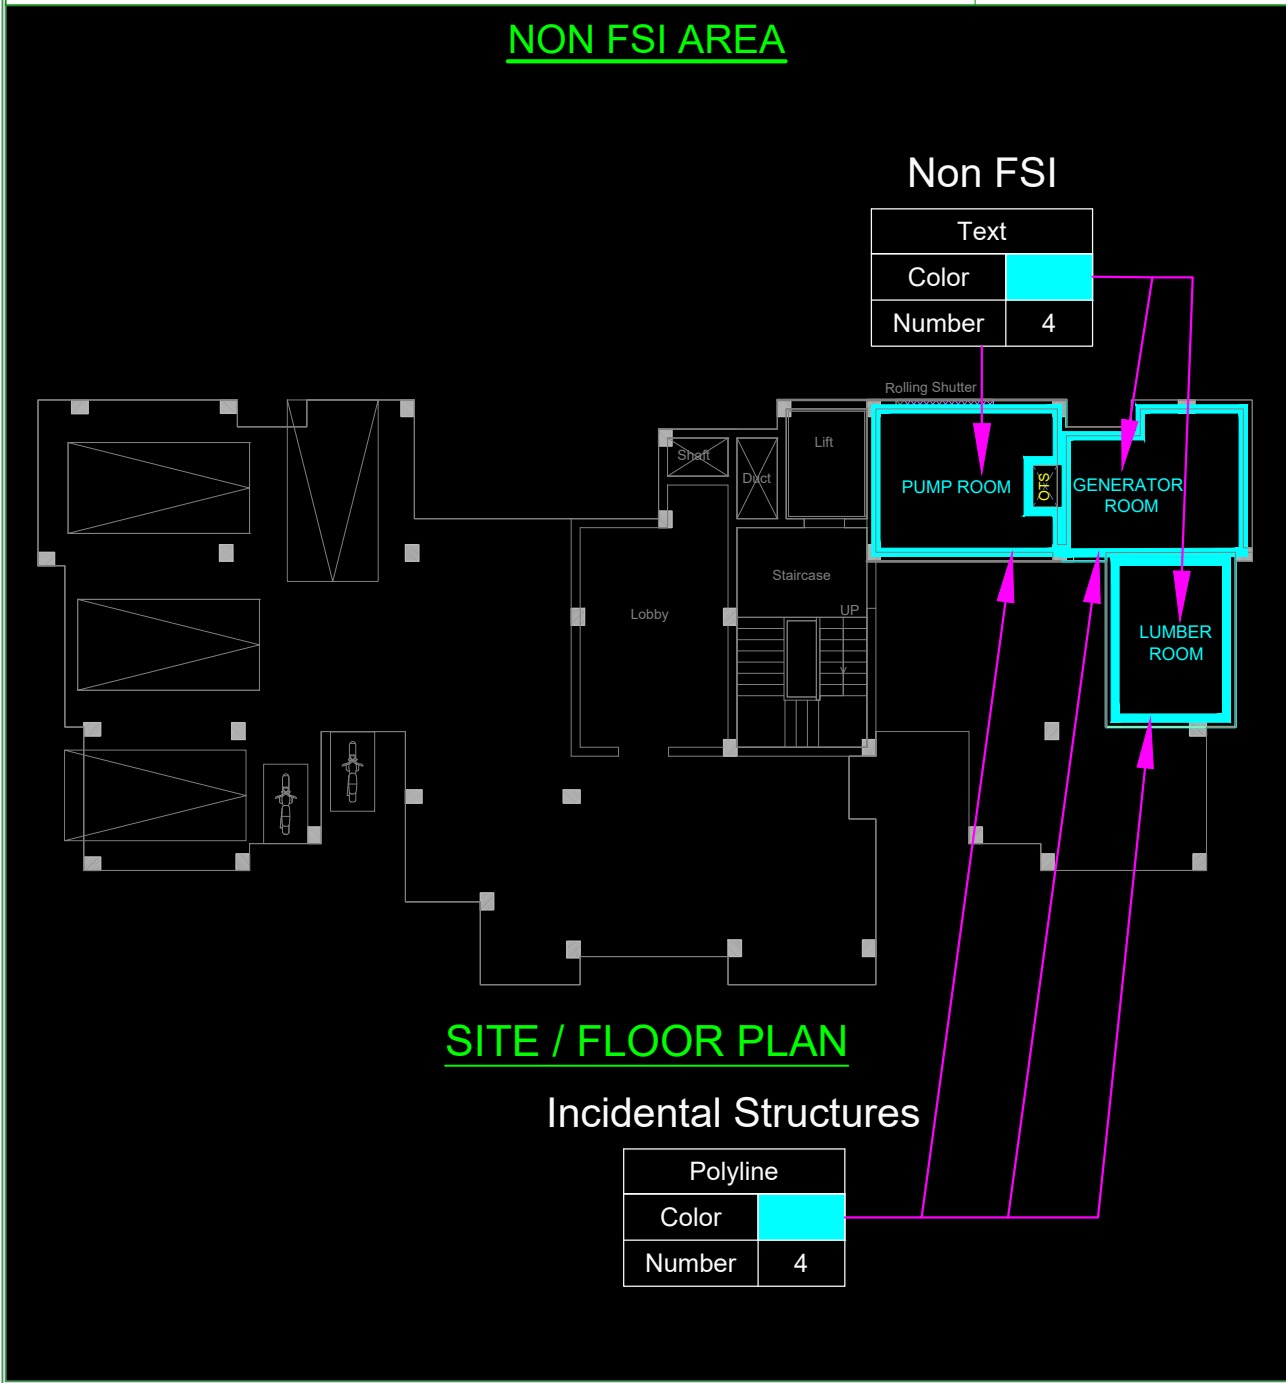 NON FSI AREA
Non FSI
Text
Color
Number 4
Rolling Shutter
Lift
Shaft
Duct
PUMP ROOM
OTS
GENERATOR
ROOM
Staircase
UP
Lobby
LUMBER
ROOM
SITE / FLOOR PLAN
Incidental Structures
Polyline
Color
Number 4